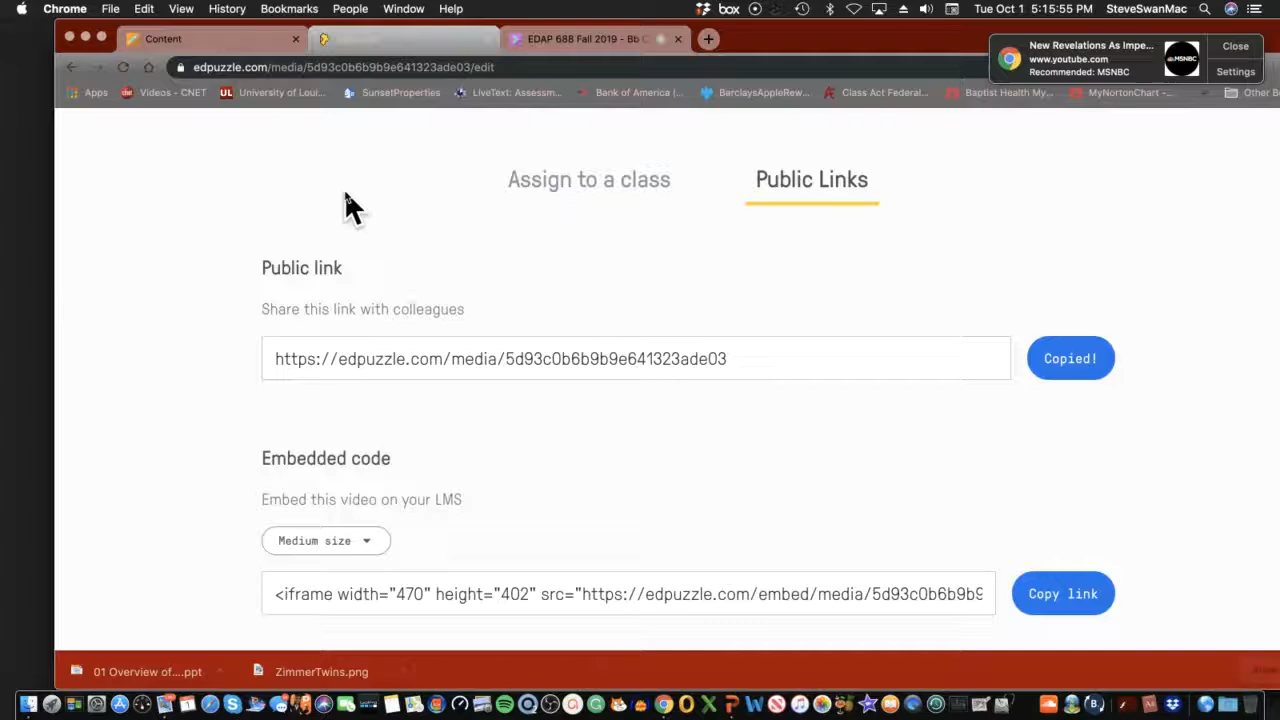 Chrome File Edit View History Bookmarks People Window Help box Tue Oct 1 5:15:55 PM SteveSwanMac
Content EDAP 688 Fall 2019 - Bb C
New Revelations As Impe...
www.youtube.com
Recommended: MSNBC
Close
Settings
edpuzzle.com/media/5d93c0b6b9b9e641323ade03/edit
Apps Videos - CNET University of Loui... SunsetProperties LiveText: Assessm... Bank of America (... BarclaysAppleRew... Class Act Federal... Baptist Health My... MyNortonChart -... Other B
Assign to a class Public Links
Public link
Share this link with colleagues
https://edpuzzle.com/media/5d93c0b6b9b9e641323ade03 Copied!
Embedded code
Embed this video on your LMS
Medium size
<iframe width="470" height="402" src="https://edpuzzle.com/embed/media/5d93c0b6b9b9 Copy link
01 Overview of....ppt ZimmerTwins.png